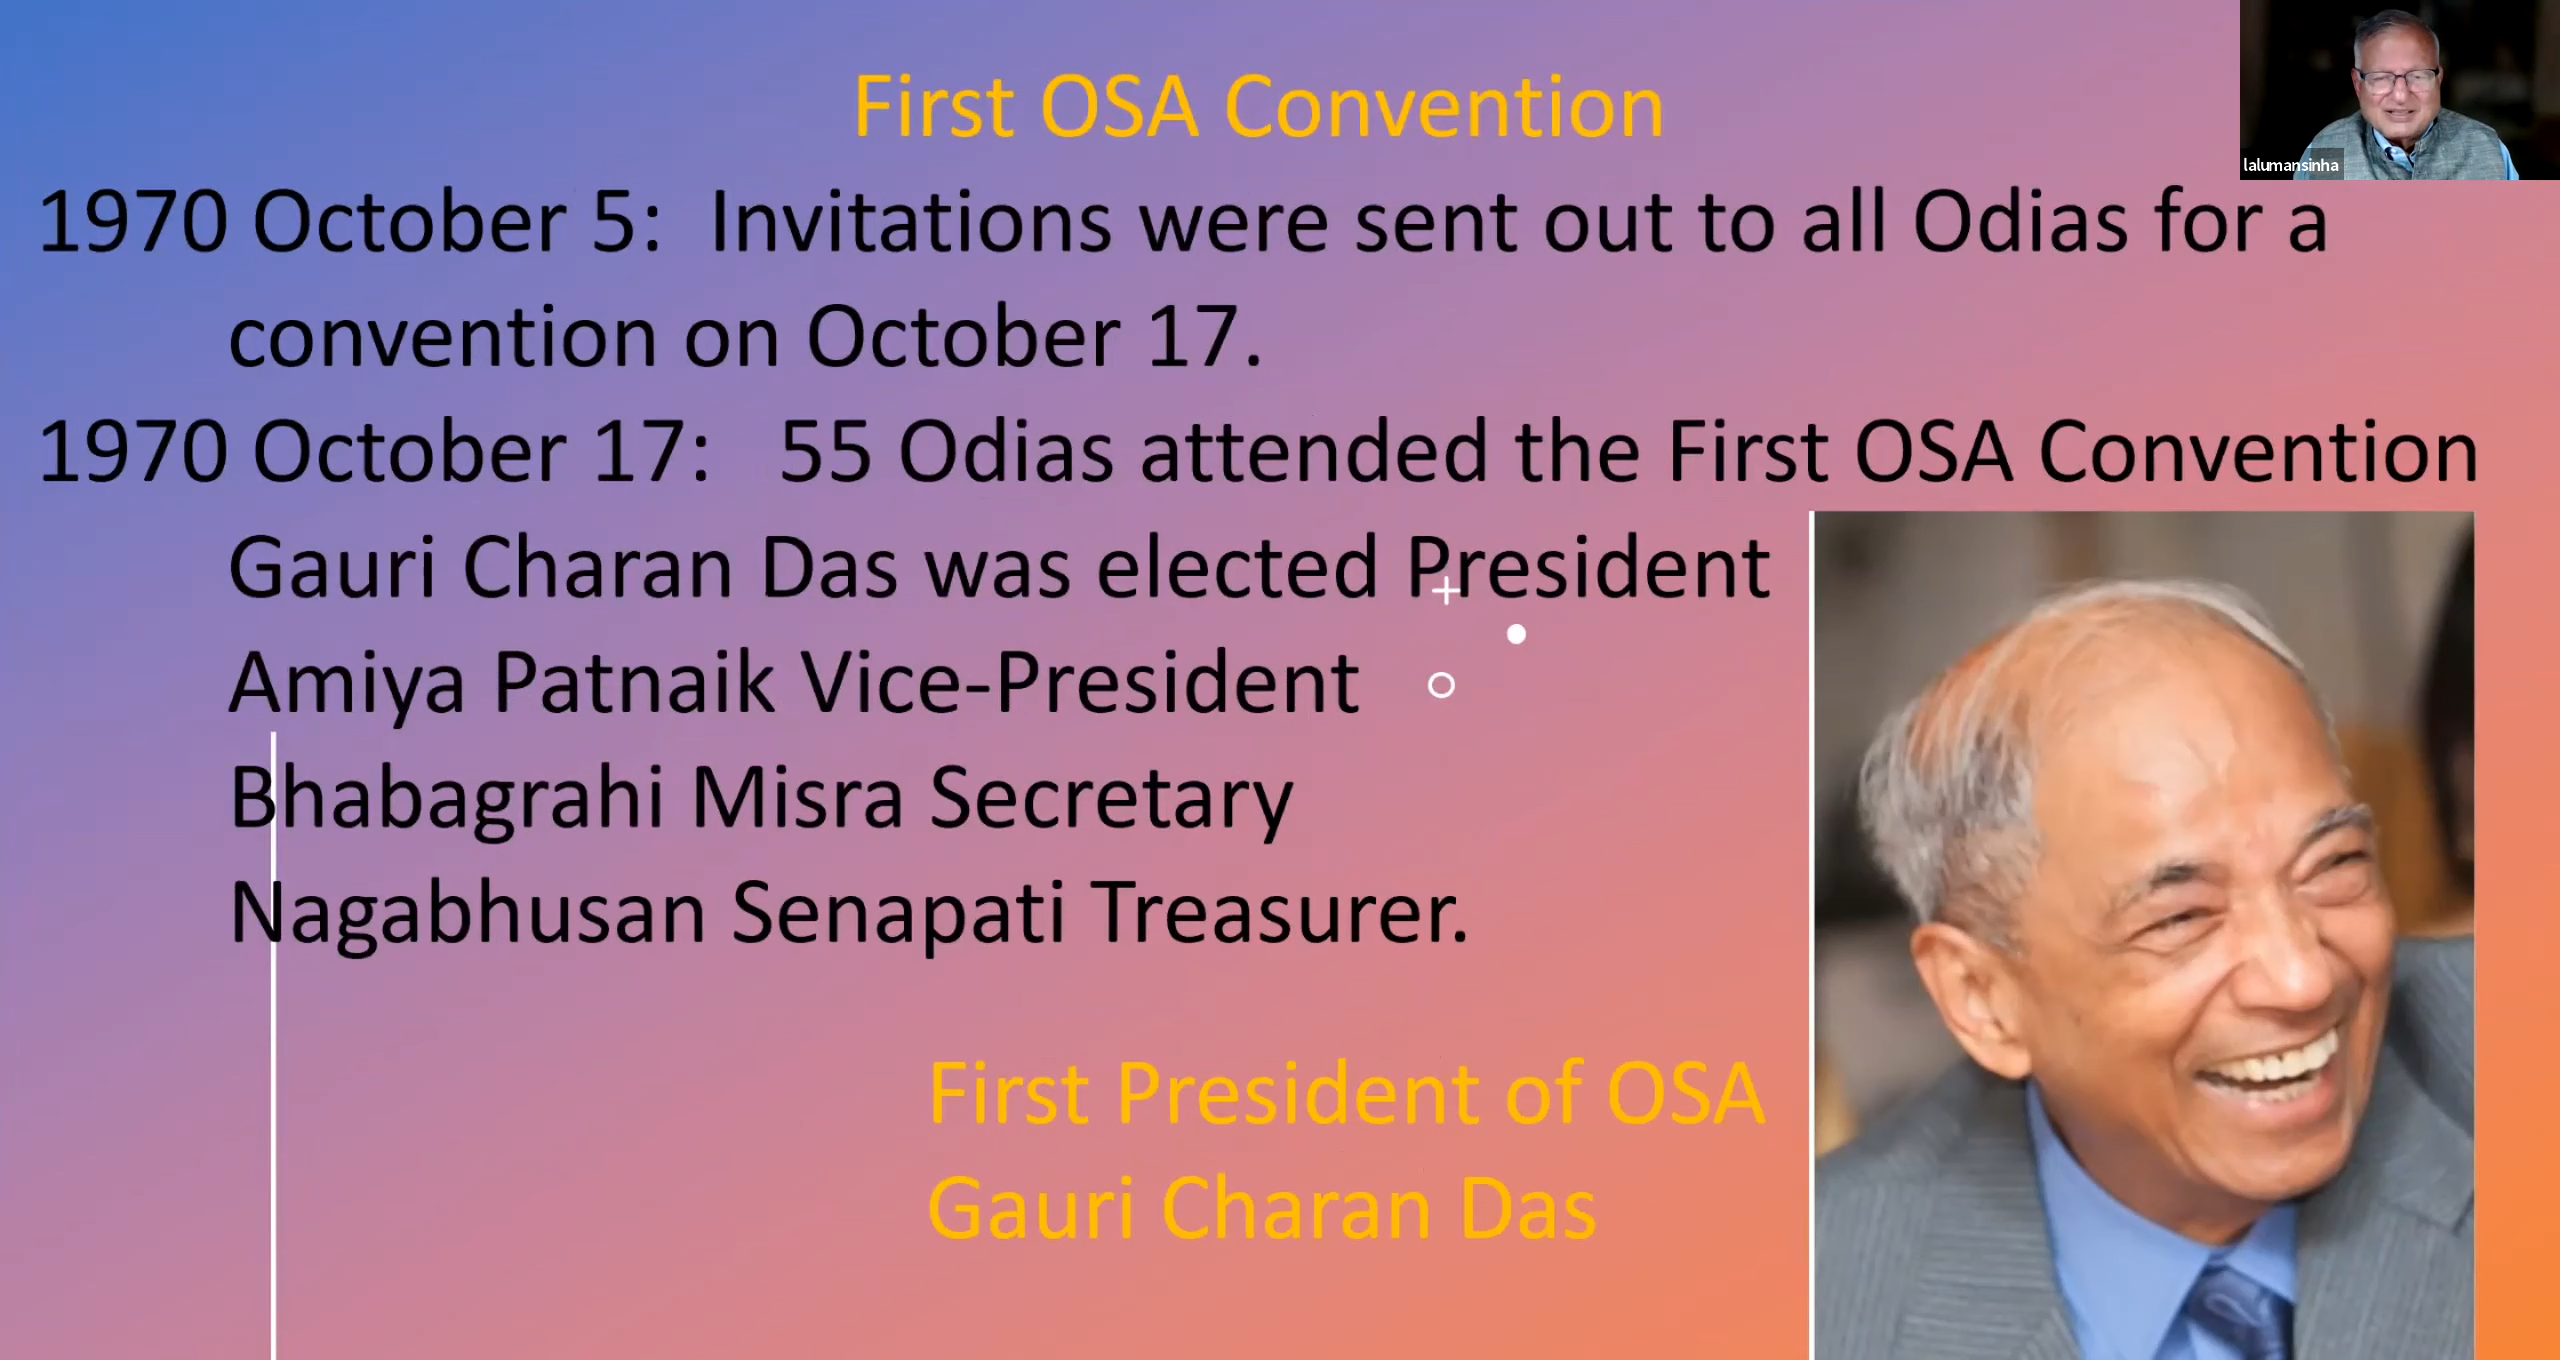 First OSA Convention
lalumansinha
1970 October 5: Invitations were sent out to all Odias for a
convention on October 17.
1970 October 17: 55 Odias attended the First OSA Convention
Gauri Charan Das was elected President
Amiya Patnaik Vice-President
Bhabagrahi Misra Secretary
Nagabhusan Senapati Treasurer.
First President of OSA
Gauri Charan Das